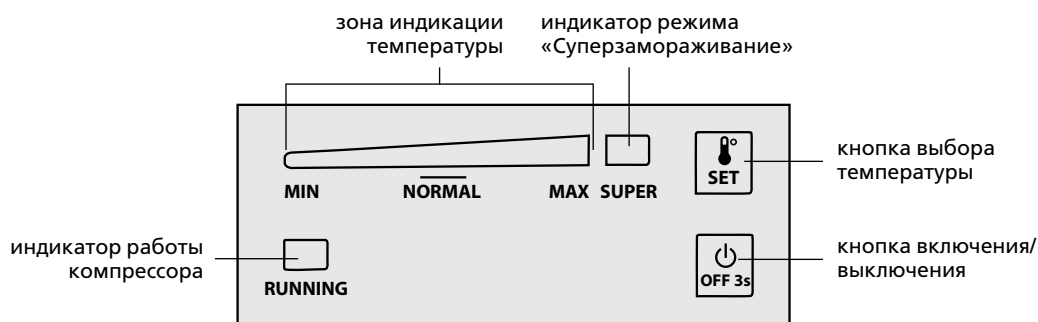 зона индикации
температуры
индикатор режима
«Суперзамораживание»
SET
кнопка выбора
температуры
MIN NORMAL MAX SUPER
индикатор работы
компрессора
RUNNING
OFF 3s
кнопка включения/
выключения